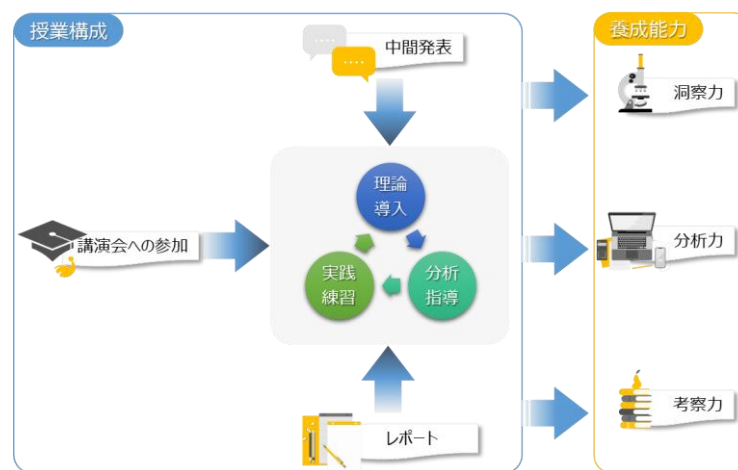 授業構成
養成能力
中間発表
洞察力
理論
導入
講演会への参加
分析力
実践
練習
分析
指導
レポート
考察力